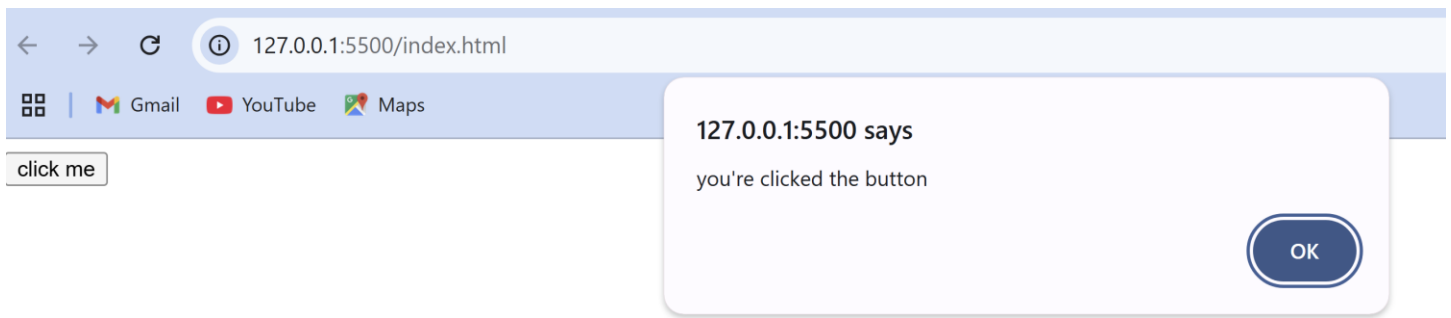 127.0.0.1:5500/index.html
Gmail YouTube Maps
127.0.0.1:5500 says
click me
you're clicked the button
OK